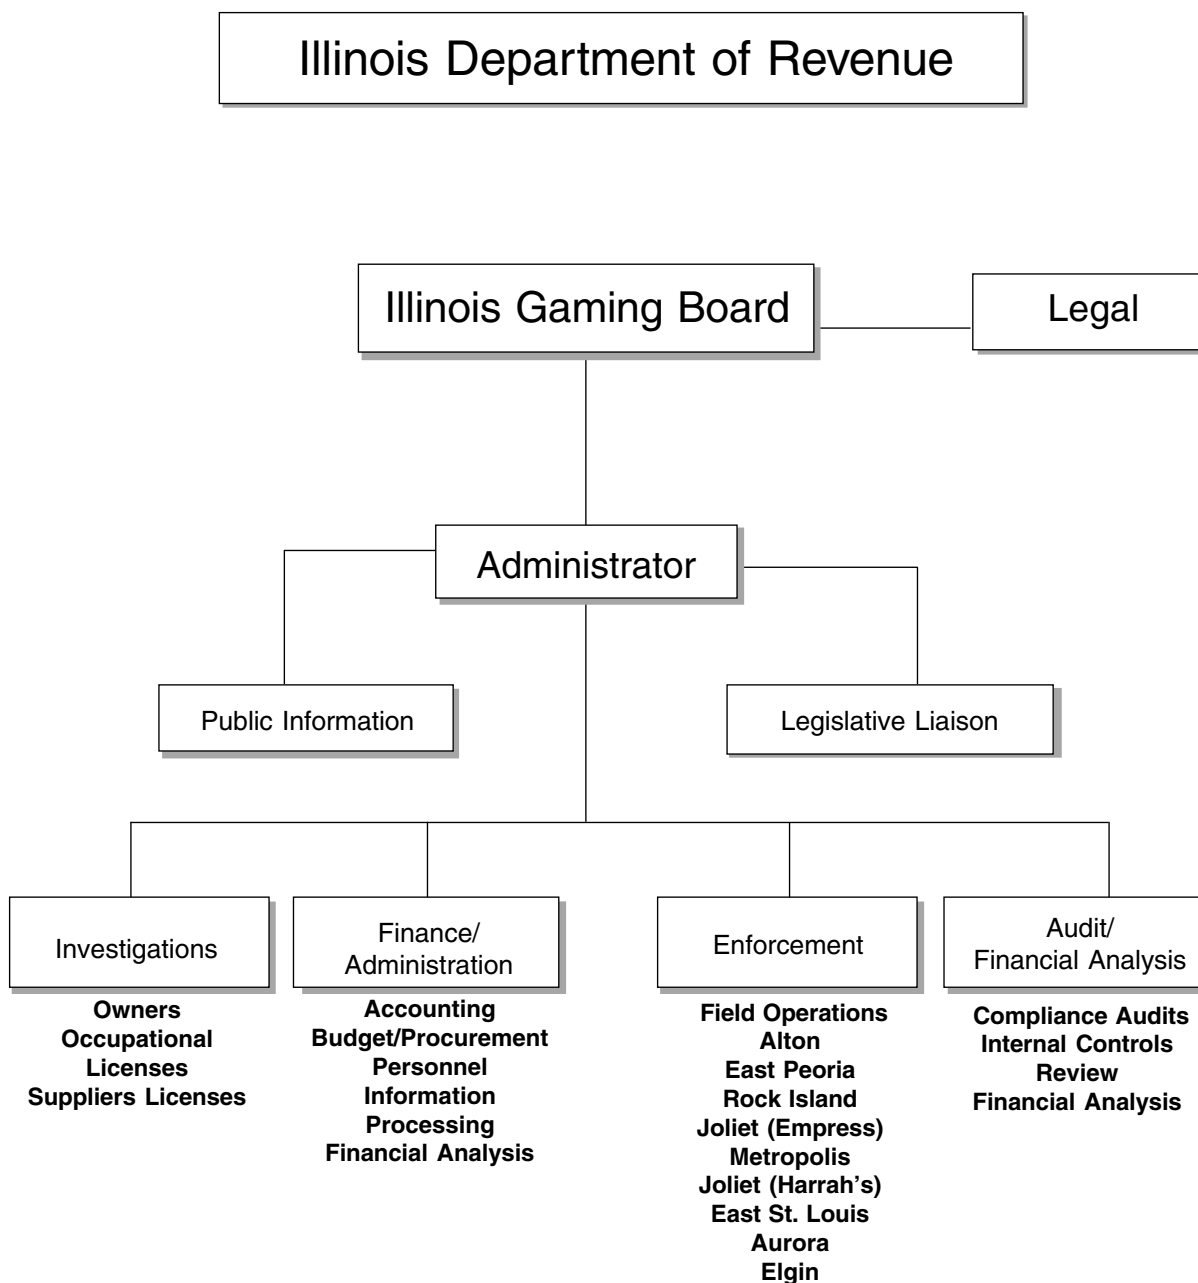 Illinois Department of Revenue
Illinois Gaming Board
Legal
Administrator
Public Information
Legislative Liaison
Investigations
Owners
Occupational
Licenses
Suppliers Licenses
Finance/
Administration
Accounting
Budget/Procurement
Personnel
Information
Processing
Financial Analysis
Enforcement
Field Operations
Alton
East Peoria
Rock Island
Joliet (Empress)
Metropolis
Joliet (Harrah's)
East St. Louis
Aurora
Elgin
Audit/
Financial Analysis
Compliance Audits
Internal Controls
Review
Financial Analysis